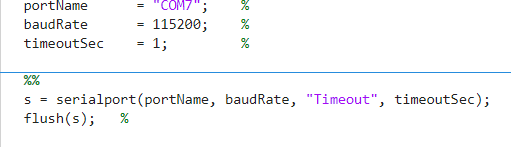 portName      = "COM7";    %
baudRate      = 115200;    %
timeoutSec    = 1;         %
%%
s = serialport(portName, baudRate, "Timeout", timeoutSec);
flush(s);   %